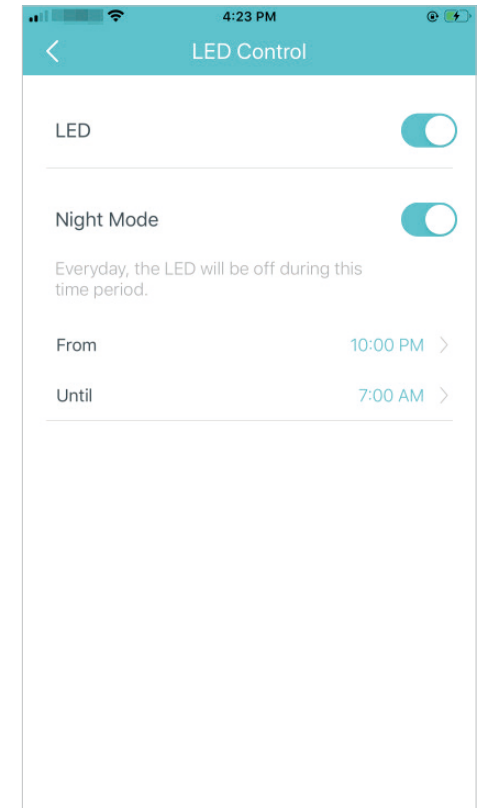 4:23 PM
LED Control
LED
Night Mode
Everyday, the LED will be off during this
time period.
From 10:00 PM
Until 7:00 AM